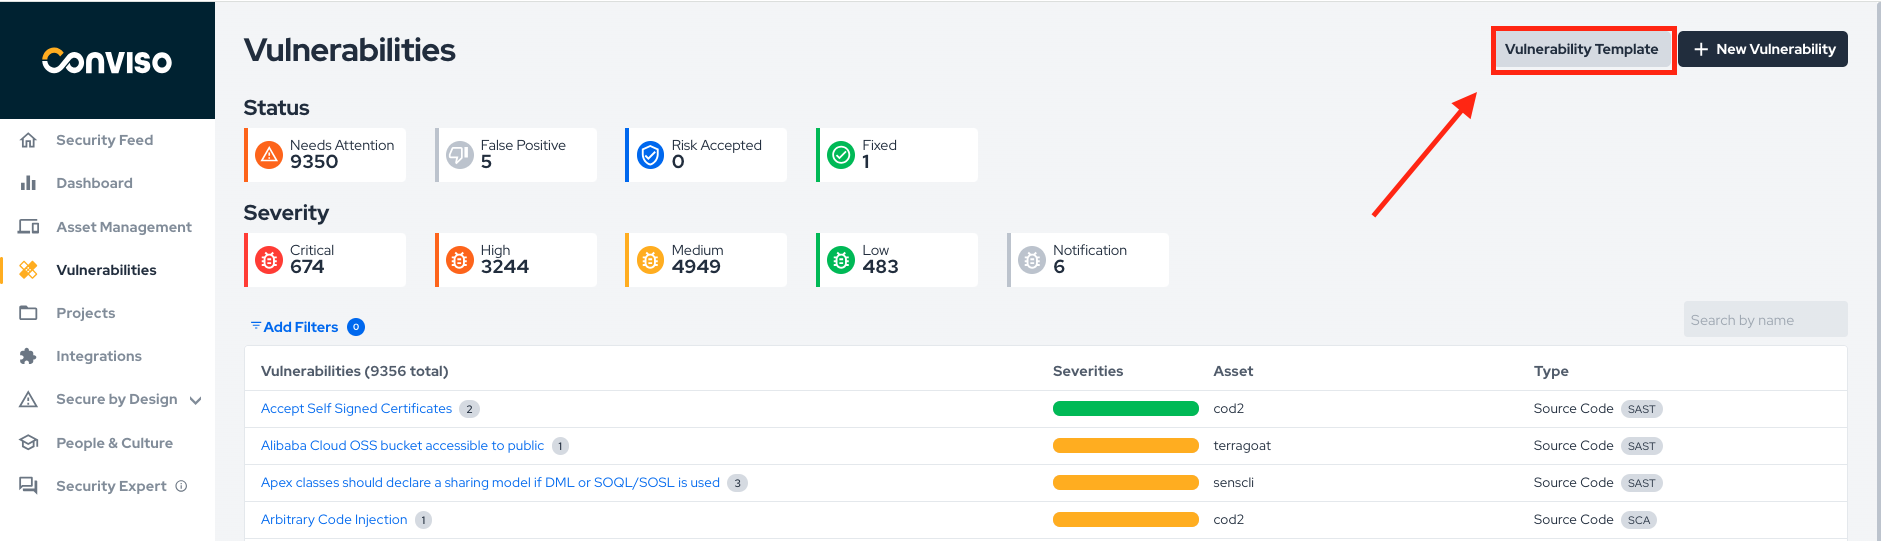 Conviso
Vulnerabilities
Vulnerability Template
New Vulnerability
Security Feed
Dashboard
Asset Management
Vulnerabilities
Projects
Integrations
Secure by Design
People & Culture
Security Expert
Status
Needs Attention
9350
False Positive
5
Risk Accepted
0
Fixed
1
Severity
Critical
674
High
3244
Medium
4949
Low
483
Notification
6
Add Filters 0
Search by name
Vulnerabilities (9356 total) Severities Asset Type
Accept Self Signed Certificates 2 cod2 Source Code SAST
Alibaba Cloud OSS bucket accessible to public 1 terragoat Source Code SAST
Apex classes should declare a sharing model if DML or SOQL/SOSL is used 3 senscli Source Code SAST
Arbitrary Code Injection 1 cod2 Source Code SCA